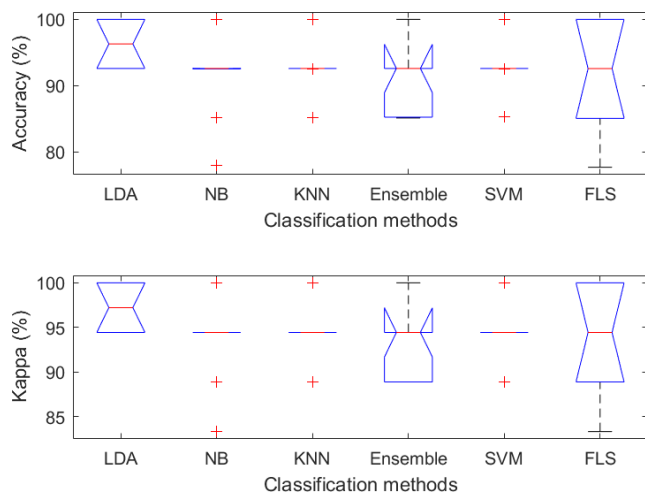 Accuracy (%)
100
90
80
LDA NB KNN Ensemble SVM FLS
Classification methods
Kappa (%)
100
95
90
85
LDA NB KNN Ensemble SVM FLS
Classification methods